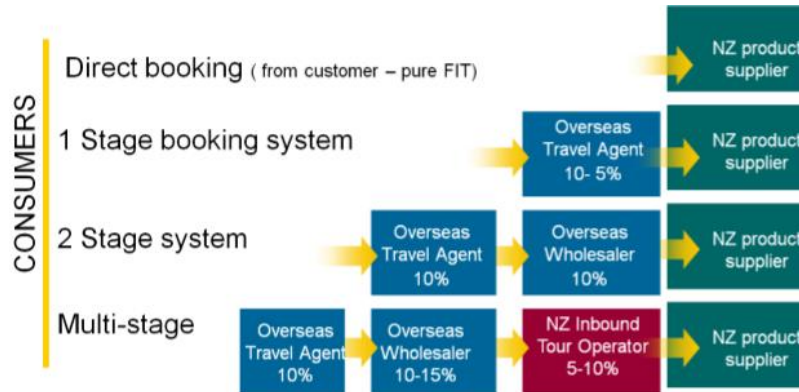 CONSUMERS
Direct booking ( from customer – pure FIT)
NZ product
supplier
1 Stage booking system
Overseas
Travel Agent
10- 5%
NZ product
supplier
2 Stage system
Overseas
Travel Agent
10%
Overseas
Wholesaler
10%
NZ product
supplier
Multi-stage
Overseas
Travel Agent
10%
Overseas
Wholesaler
10-15%
NZ Inbound
Tour Operator
5-10%
NZ product
supplier